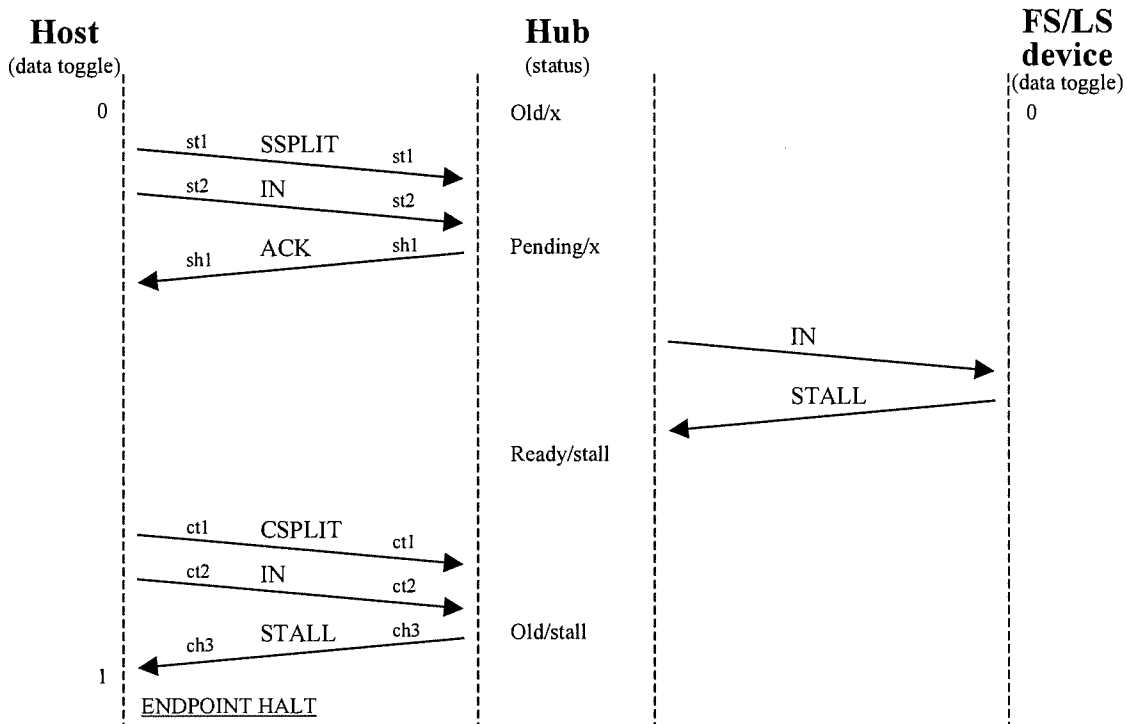 Host
(data toggle)
Hub
(status)
FS/LS
device
(data toggle)
0
Old/x
0
st1 SSPLIT st1
st2 IN st2
ACK sh1
sh1
Pending/x
IN
STALL
Ready/stall
ct1 CSPLIT ct1
ct2 IN ct2
STALL ch3
ch3
Old/stall
1
ENDPOINT HALT